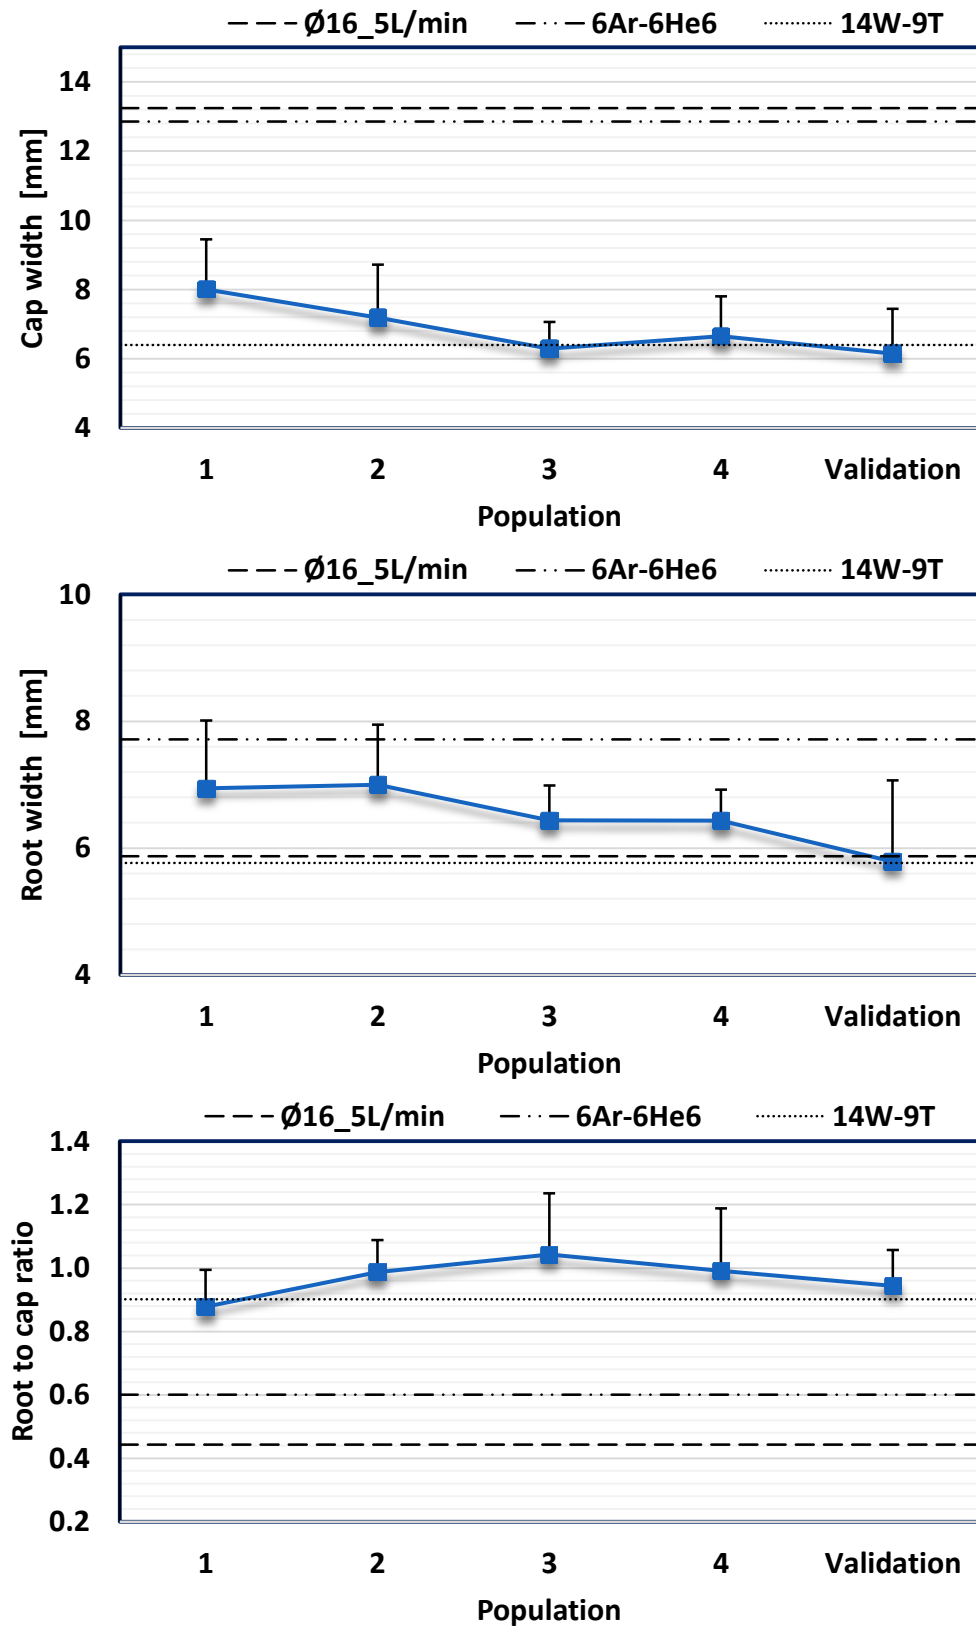 Ø16_5L/min 6Ar-6He6 14W-9T
14
12
10
8
6
4
Cap width [mm]
1 2 3 4 Validation
Population
Ø16_5L/min 6Ar-6He6 14W-9T
10
8
6
4
Root width [mm]
1 2 3 4 Validation
Population
Ø16_5L/min 6Ar-6He6 14W-9T
1.4
1.2
1.0
0.8
0.6
0.4
0.2
Root to cap ratio
1 2 3 4 Validation
Population